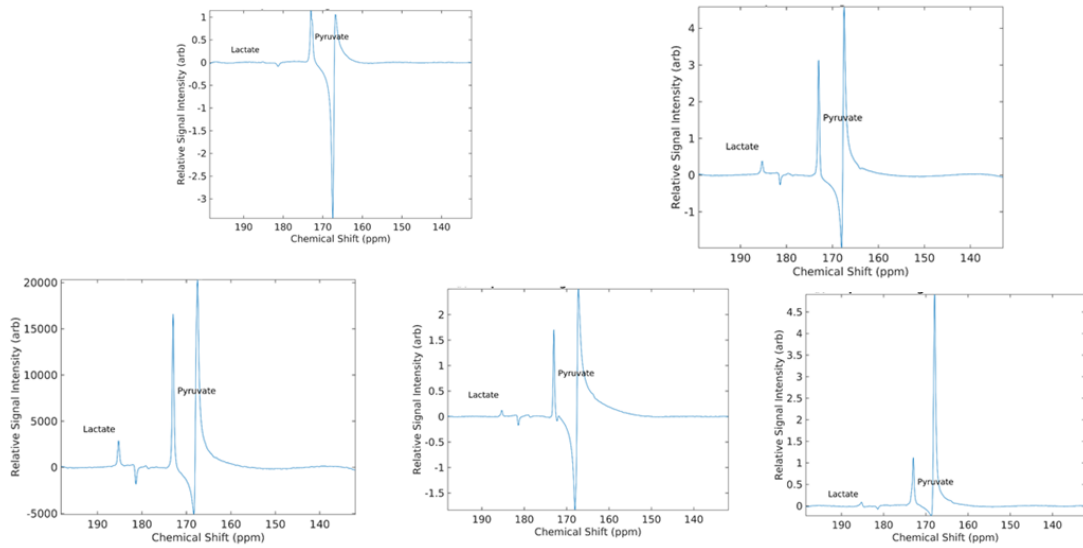 1
0.5
0
-0.5
-1
-1.5
-2
-2.5
-3
Relative Signal Intensity (arb)
Lactate
Pyruvate
190 180 170 160 150 140
Chemical Shift (ppm)
4
3
2
1
0
-1
Relative Signal Intensity (arb)
Lactate
Pyruvate
190 180 170 160 150 140
Chemical Shift (ppm)
20000
15000
10000
5000
0
-5000
Relative Signal Intensity (arb)
Lactate
Pyruvate
190 180 170 160 150 140
Chemical Shift (ppm)
2
1.5
1
0.5
0
-0.5
-1
-1.5
Relative Signal Intensity (arb)
Lactate
Pyruvate
190 180 170 160 150 140
Chemical Shift (ppm)
4.5
4
3.5
3
2.5
2
1.5
1
0.5
0
Relative Signal Intensity (arb)
Lactate
Pyruvate
190 180 170 160 150 140
Chemical Shift (ppm)